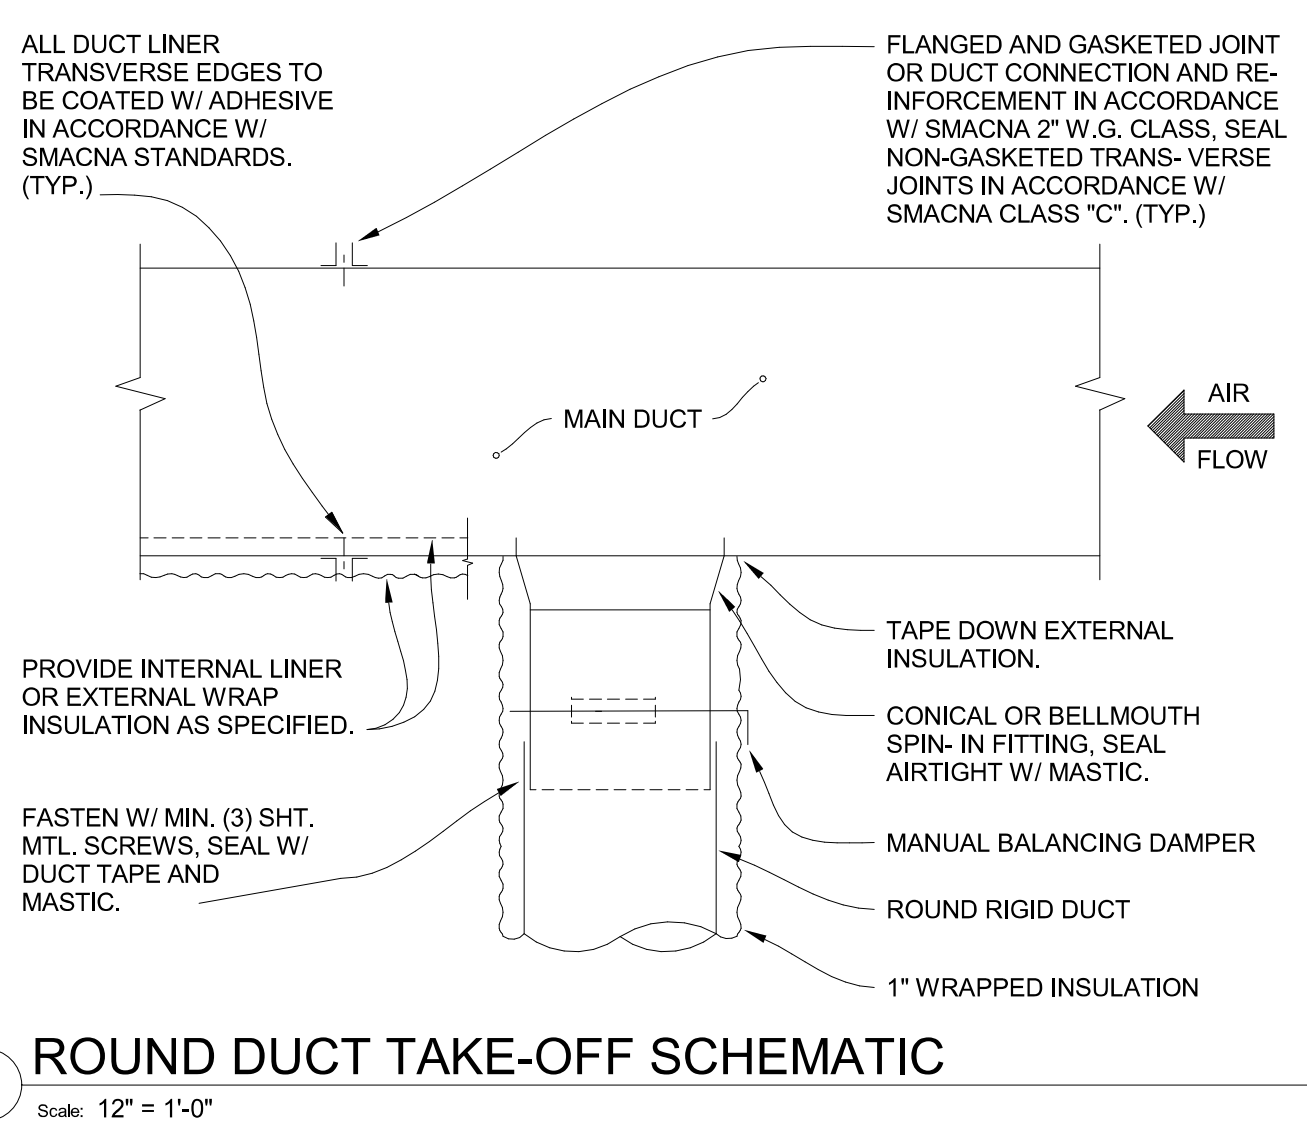 ALL DUCT LINER
TRANSVERSE EDGES TO
BE COATED W/ ADHESIVE
IN ACCORDANCE W/
SMACNA STANDARDS.
(TYP.)
FLANGED AND GASKETED JOINT
OR DUCT CONNECTION AND RE-
INFORCEMENT IN ACCORDANCE
W/ SMACNA 2" W.G. CLASS, SEAL
NON-GASKETED TRANS- VERSE
JOINTS IN ACCORDANCE W/
SMACNA CLASS "C". (TYP.)
MAIN DUCT
AIR
FLOW
PROVIDE INTERNAL LINER
OR EXTERNAL WRAP
INSULATION AS SPECIFIED.
FASTEN W/ MIN. (3) SHT.
MTL. SCREWS, SEAL W/
DUCT TAPE AND
MASTIC.
TAPE DOWN EXTERNAL
INSULATION.
CONICAL OR BELLMOUTH
SPIN- IN FITTING, SEAL
AIRTIGHT W/ MASTIC.
MANUAL BALANCING DAMPER
ROUND RIGID DUCT
1" WRAPPED INSULATION
ROUND DUCT TAKE-OFF SCHEMATIC
Scale: 12" = 1'-0"